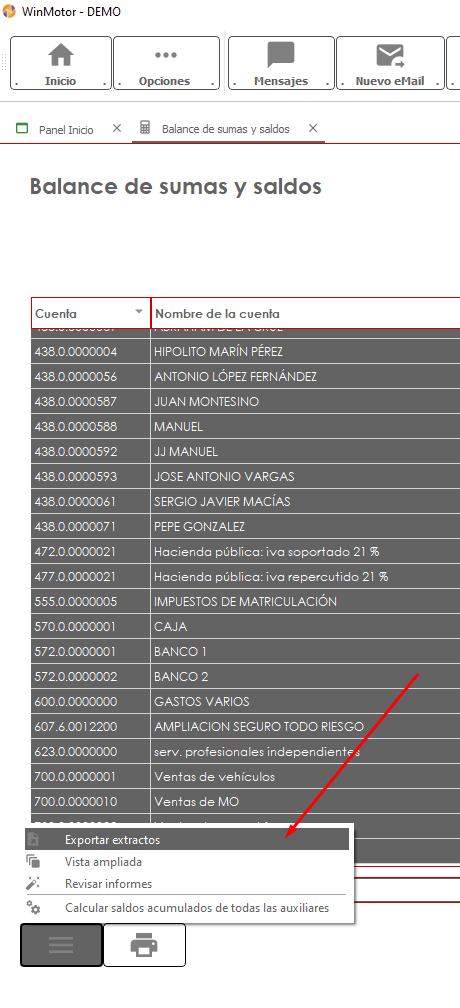 WinMotor - DEMO
Inicio
Opciones
Mensajes
Nuevo eMail
Panel Inicio
Balance de sumas y saldos
Balance de sumas y saldos
Cuenta Nombre de la cuenta
438.0.0000004 HIPOLITO MARÍN PÉREZ
438.0.0000056 ANTONIO LÓPEZ FERNÁNDEZ
438.0.0000587 JUAN MONTESINO
438.0.0000588 MANUEL
438.0.0000592 JJ MANUEL
438.0.0000593 JOSE ANTONIO VARGAS
438.0.0000061 SERGIO JAVIER MACÍAS
438.0.0000071 PEPE GONZALEZ
472.0.0000021 Hacienda pública: iva soportado 21 %
477.0.0000021 Hacienda pública: iva repercutido 21 %
555.0.0000005 IMPUESTOS DE MATRICULACIÓN
570.0.0000001 CAJA
572.0.0000001 BANCO 1
572.0.0000002 BANCO 2
600.0.0000000 GASTOS VARIOS
607.6.0012200 AMPLIACION SEGURO TODO RIESGO
623.0.0000000 serv. profesionales independientes
700.0.0000001 Ventas de vehículos
700.0.0000010 Ventas de MO
Exportar extractos
Vista ampliada
Revisar informes
Calcular saldos acumulados de todas las auxiliares